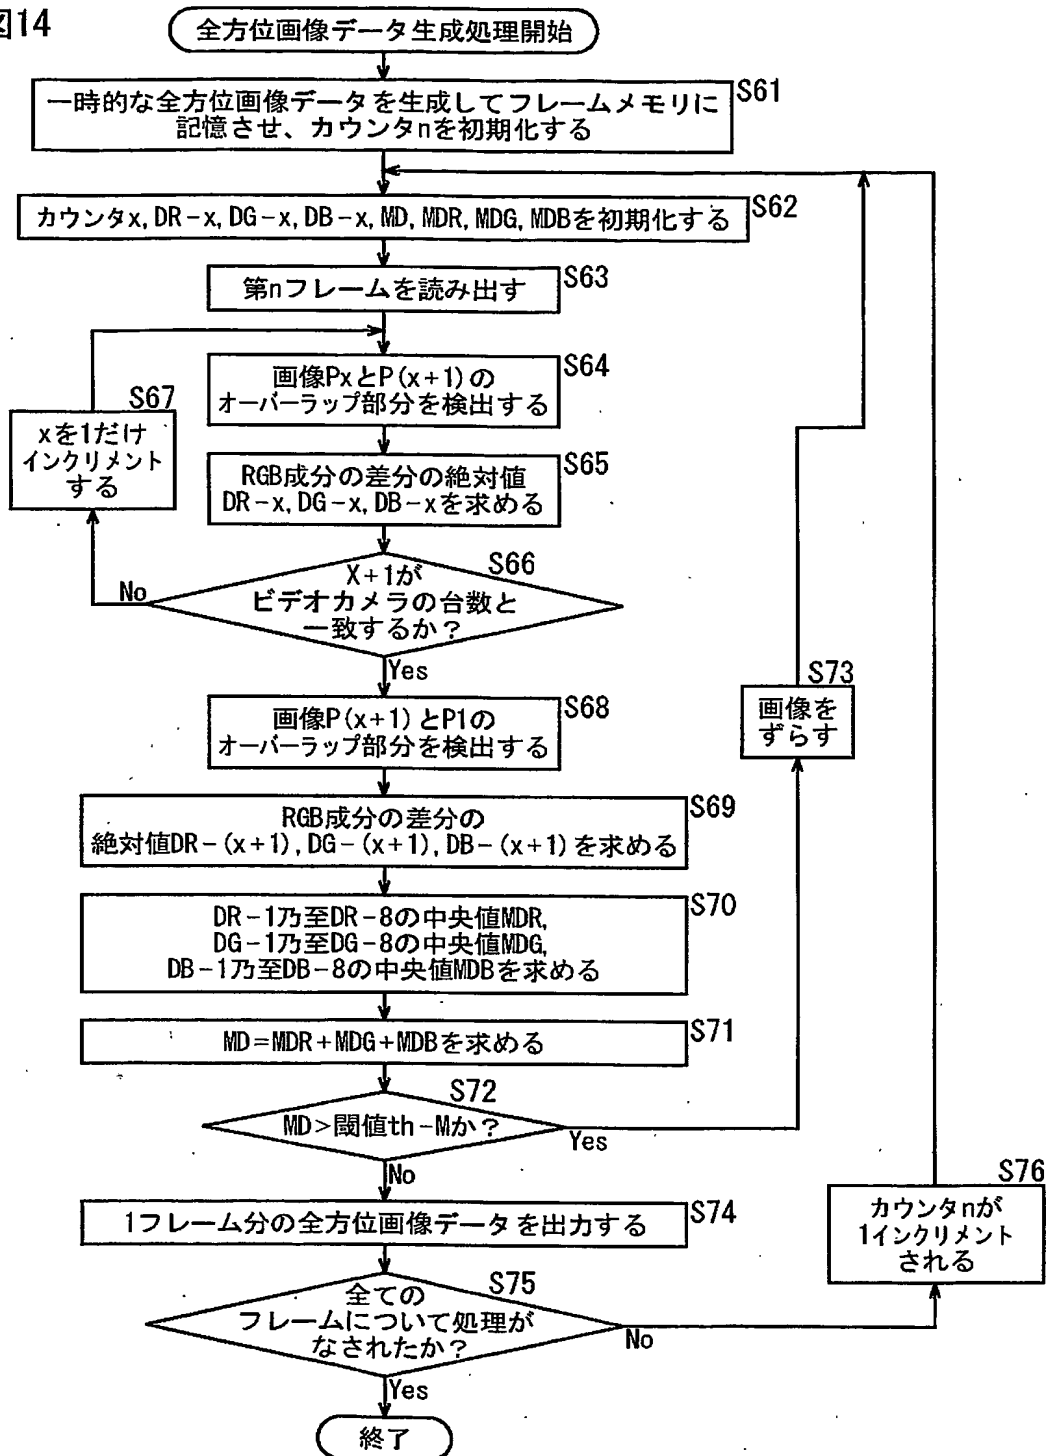 図14
全方位画像データ生成処理開始
S61
一時的な全方位画像データを生成してフレームメモリに
記憶させ、カウンタnを初期化する
S62
カウンタx, DR-x, DG-x, DB-x, MD, MDR, MDG, MDBを初期化する
S63
第nフレームを読み出す
S64
画像PxとP(x+1)の
オーバーラップ部分を検出する
S67
xを1だけ
インクリメント
する
S65
RGB成分の差分の絶対値
DR-x, DG-x, DB-xを求める
S66
X+1が
ビデオカメラの台数と
一致するか?
No
Yes
S68
画像P(x+1)とP1の
オーバーラップ部分を検出する
S73
画像を
ずらす
S69
RGB成分の差分の
絶対値DR-(x+1), DG-(x+1), DB-(x+1)を求める
S70
DR-1乃至DR-8の中央値MDR,
DG-1乃至DG-8の中央値MDG,
DB-1乃至DB-8の中央値MDBを求める
S71
MD=MDR+MDG+MDBを求める
S72
MD>閾値th-Mか?
Yes
No
S74
1フレーム分の全方位画像データを出力する
S76
カウンタnが
1インクリメント
される
S75
全ての
フレームについて処理が
なされたか?
No
Yes
終了